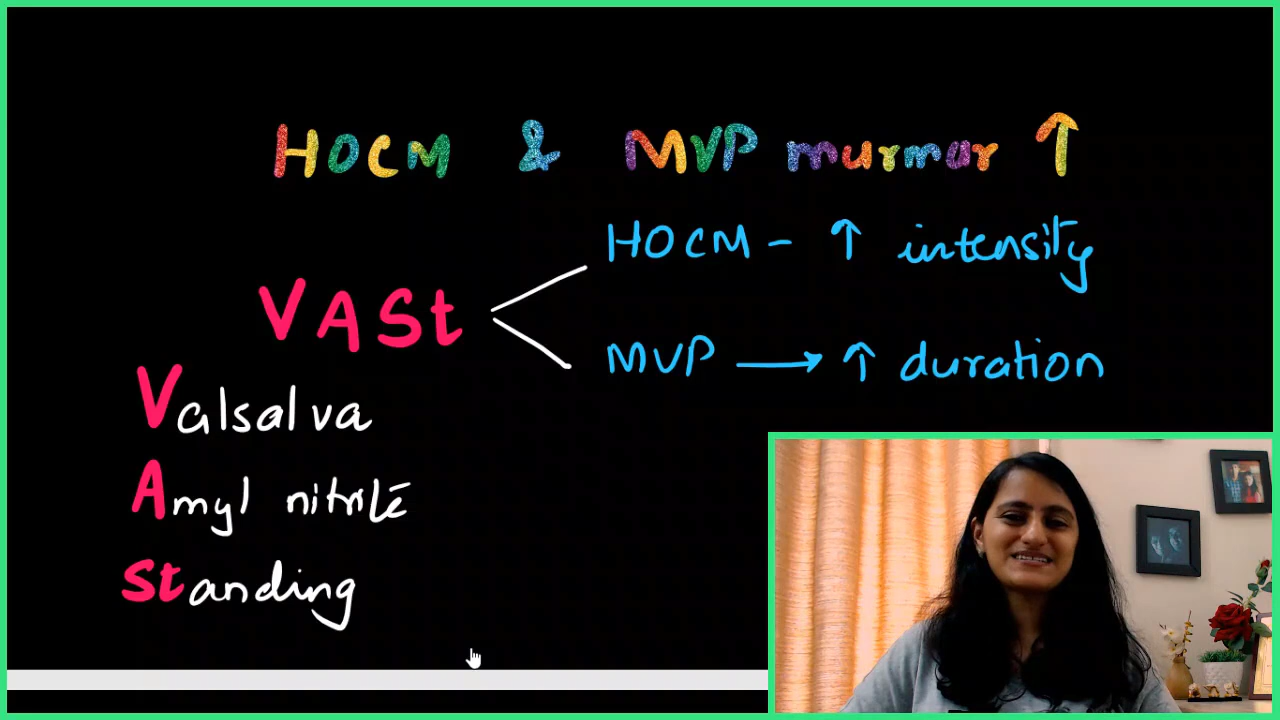 HOCM & MVP murmur ↑
HOCM - ↑ intensity
VASt
MVP → ↑ duration
Valsalva
Amyl nitrite
Standing